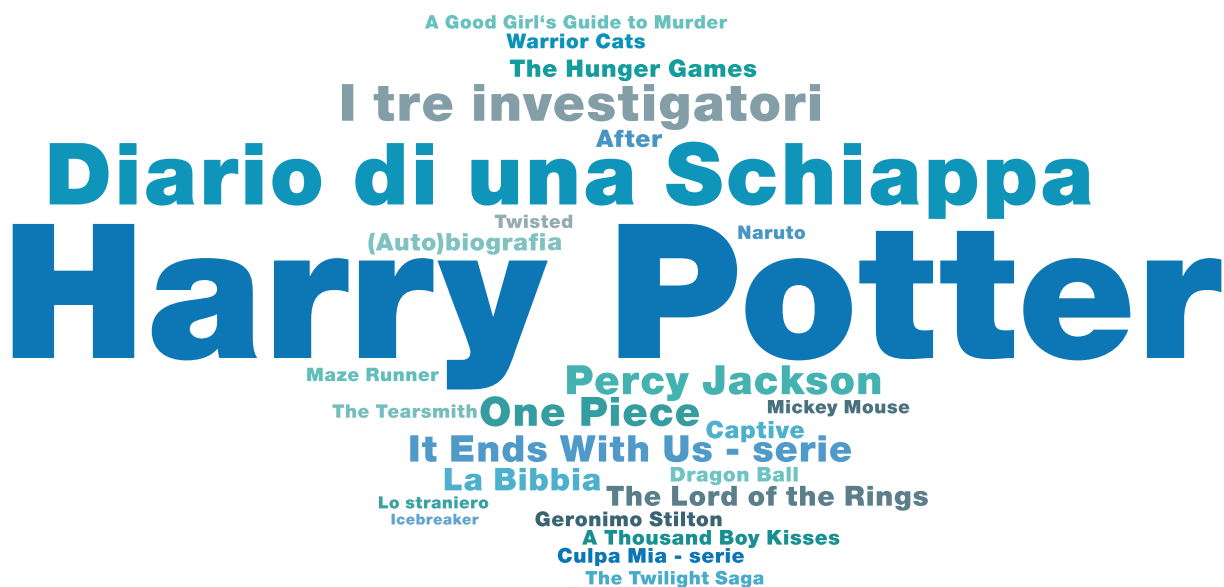 A Good Girl‘s Guide to Murder
Warrior Cats
The Hunger Games
I tre investigatori
After
Diario di una Schiappa
Twisted
Naruto
(Auto)biografia
Harry Potter
Maze Runner
Percy Jackson
Mickey Mouse
The Tearsmith
One Piece
Captive
It Ends With Us - serie
Dragon Ball
La Bibbia
The Lord of the Rings
Lo straniero
Icebreaker
Geronimo Stilton
A Thousand Boy Kisses
Culpa Mia - serie
The Twilight Saga